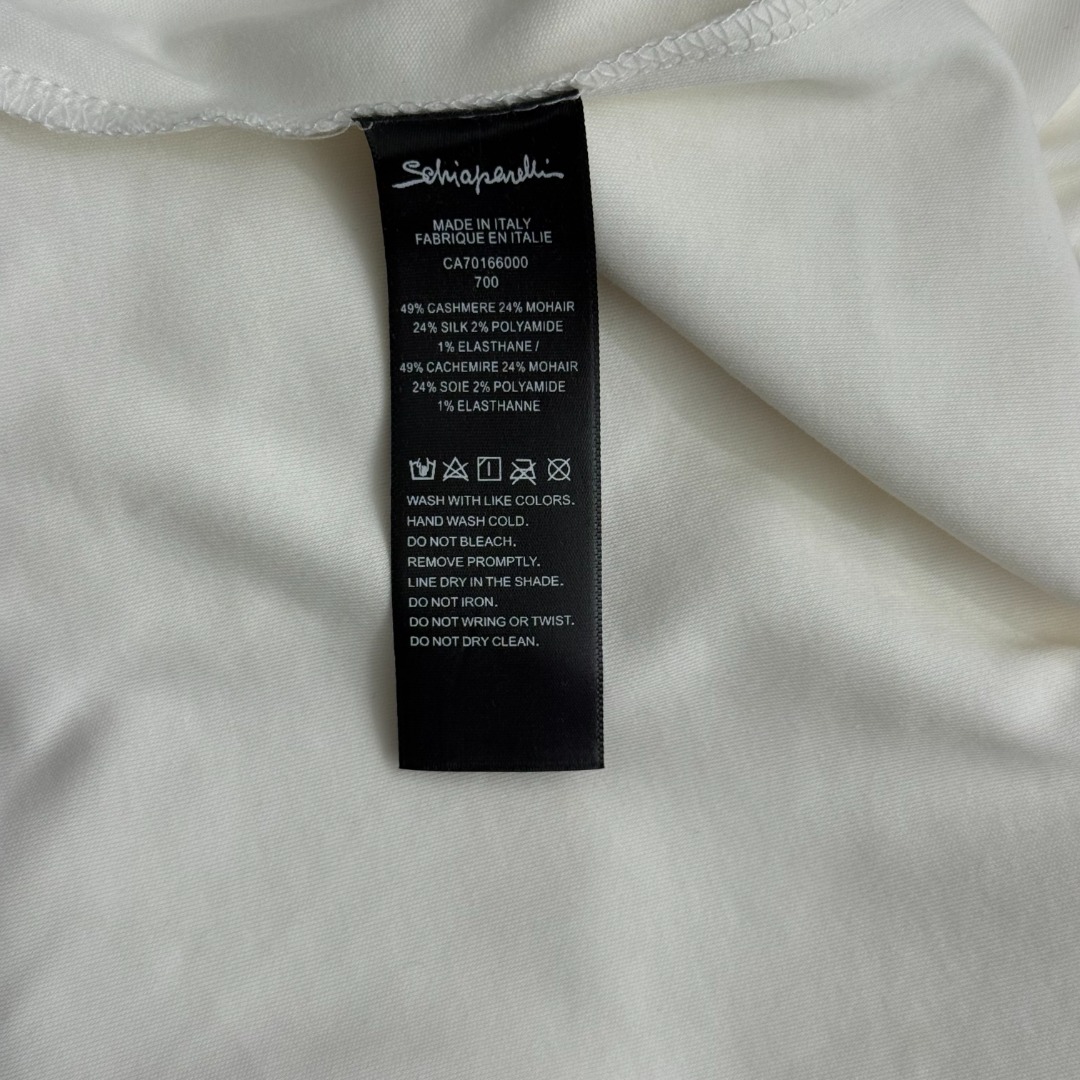 Schiaparelli
MADE IN ITALY
FABRIQUE EN ITALIE
CA70166000
700
49% CASHMERE 24% MOHAIR
24% SILK 2% POLYAMIDE
1% ELASTHANE /
49% CACHEMIRE 24% MOHAIR
24% SOIE 2% POLYAMIDE
1% ELASTHANNE
WASH WITH LIKE COLORS.
HAND WASH COLD.
DO NOT BLEACH.
REMOVE PROMPTLY.
LINE DRY IN THE SHADE.
DO NOT IRON.
DO NOT WRING OR TWIST.
DO NOT DRY CLEAN.